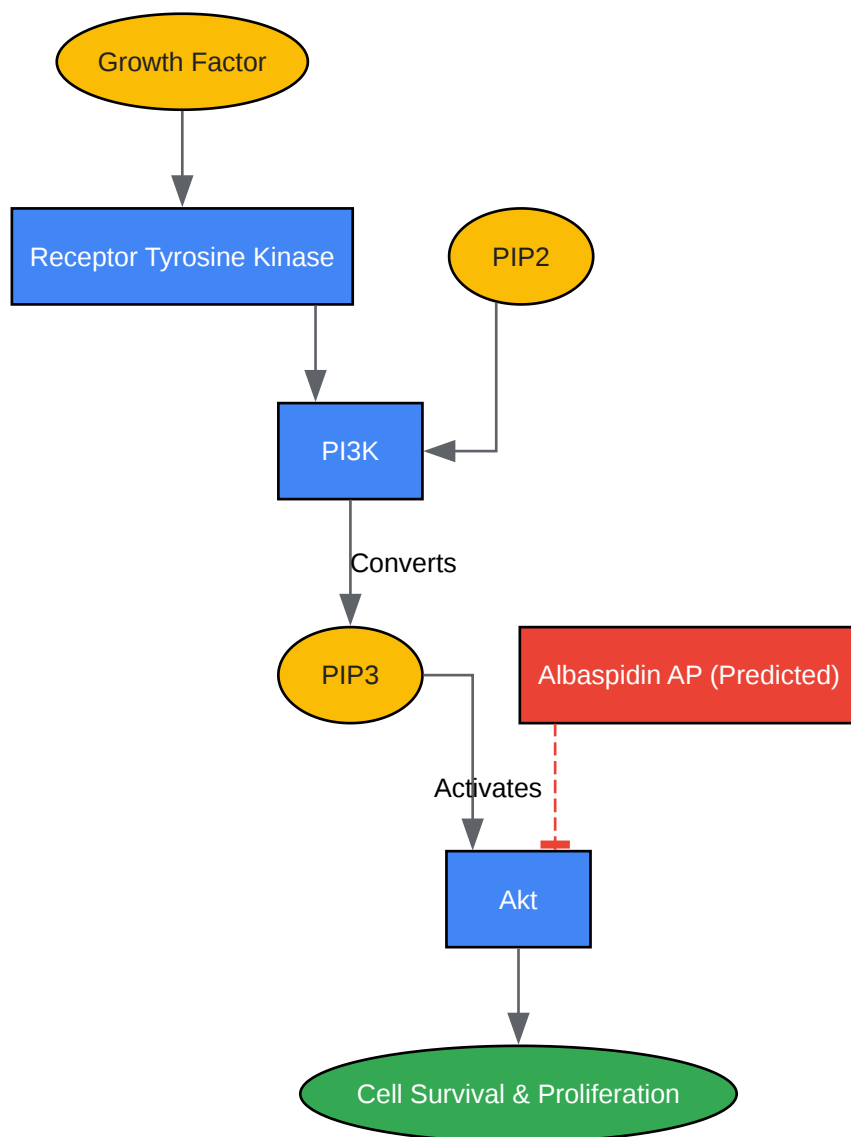 Growth Factor
Receptor Tyrosine Kinase
PIP2
PI3K
Converts
PIP3
Albaspidin AP (Predicted)
Activates
Akt
Cell Survival & Proliferation